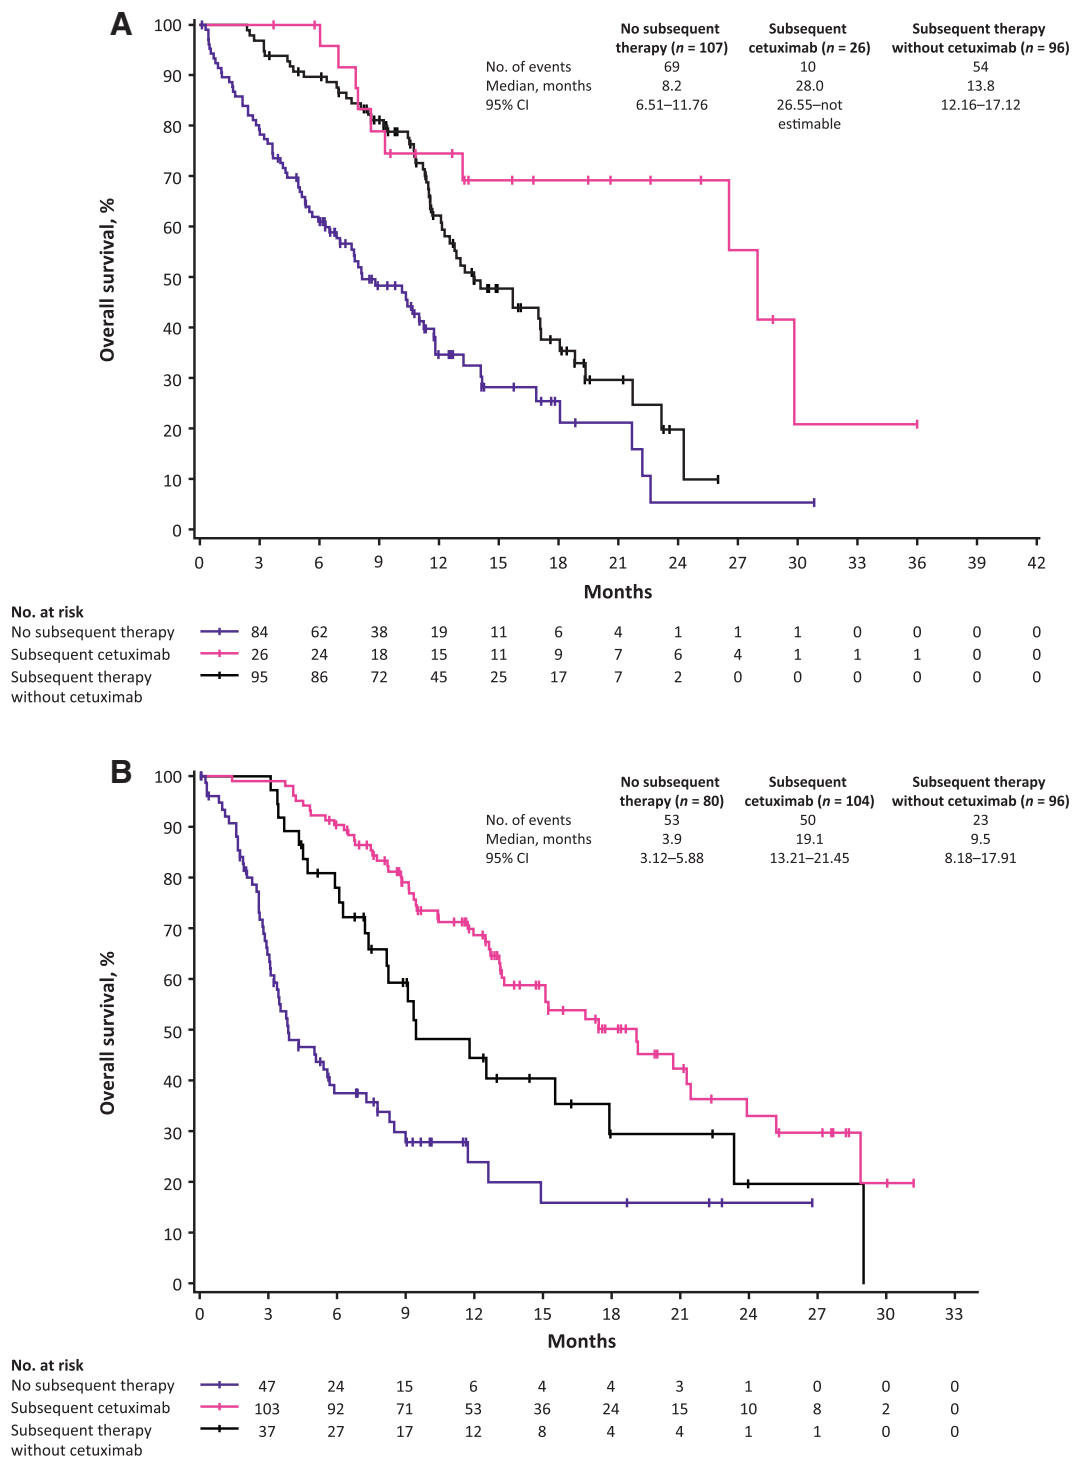 A
No subsequent therapy (n = 107)
Subsequent cetuximab (n = 26)
Subsequent therapy without cetuximab (n = 96)
No. of events 69 10 54
Median, months 8.2 28.0 13.8
95% CI 6.51–11.76 26.55–not estimable 12.16–17.12
Overall survival, %
100
90
80
70
60
50
40
30
20
10
0
0 3 6 9 12 15 18 21 24 27 30 33 36 39 42
Months
No. at risk
No subsequent therapy 84 62 38 19 11 6 4 1 1 1 0 0 0 0
Subsequent cetuximab 26 24 18 15 11 9 7 6 4 1 1 1 0 0
Subsequent therapy 95 86 72 45 25 17 7 2 0 0 0 0 0 0
without cetuximab
B
No subsequent therapy (n = 80)
Subsequent cetuximab (n = 104)
Subsequent therapy without cetuximab (n = 96)
No. of events 53 50 23
Median, months 3.9 19.1 9.5
95% CI 3.12–5.88 13.21–21.45 8.18–17.91
Overall survival, %
100
90
80
70
60
50
40
30
20
10
0
0 3 6 9 12 15 18 21 24 27 30 33
Months
No. at risk
No subsequent therapy 47 24 15 6 4 4 3 1 0 0 0
Subsequent cetuximab 103 92 71 53 36 24 15 10 8 2 0
Subsequent therapy 37 27 17 12 8 4 4 1 1 0 0
without cetuximab